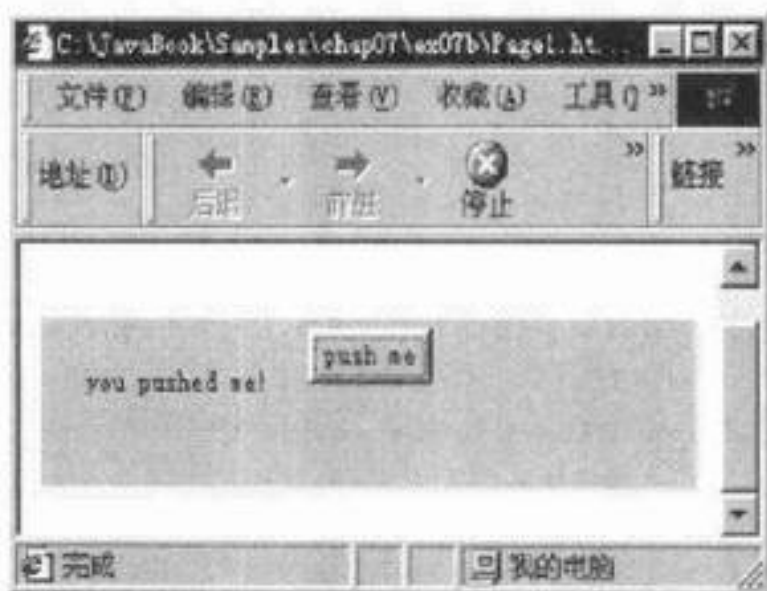 C:\JavaBook\Samples\chap07\ex07b\Page1.ht...
文件(F) 编辑(E) 查看(V) 收藏(A) 工具() »
地址(D) 后退 前进 停止 » 链接 »
push me
you pushed me!
完成 我的电脑